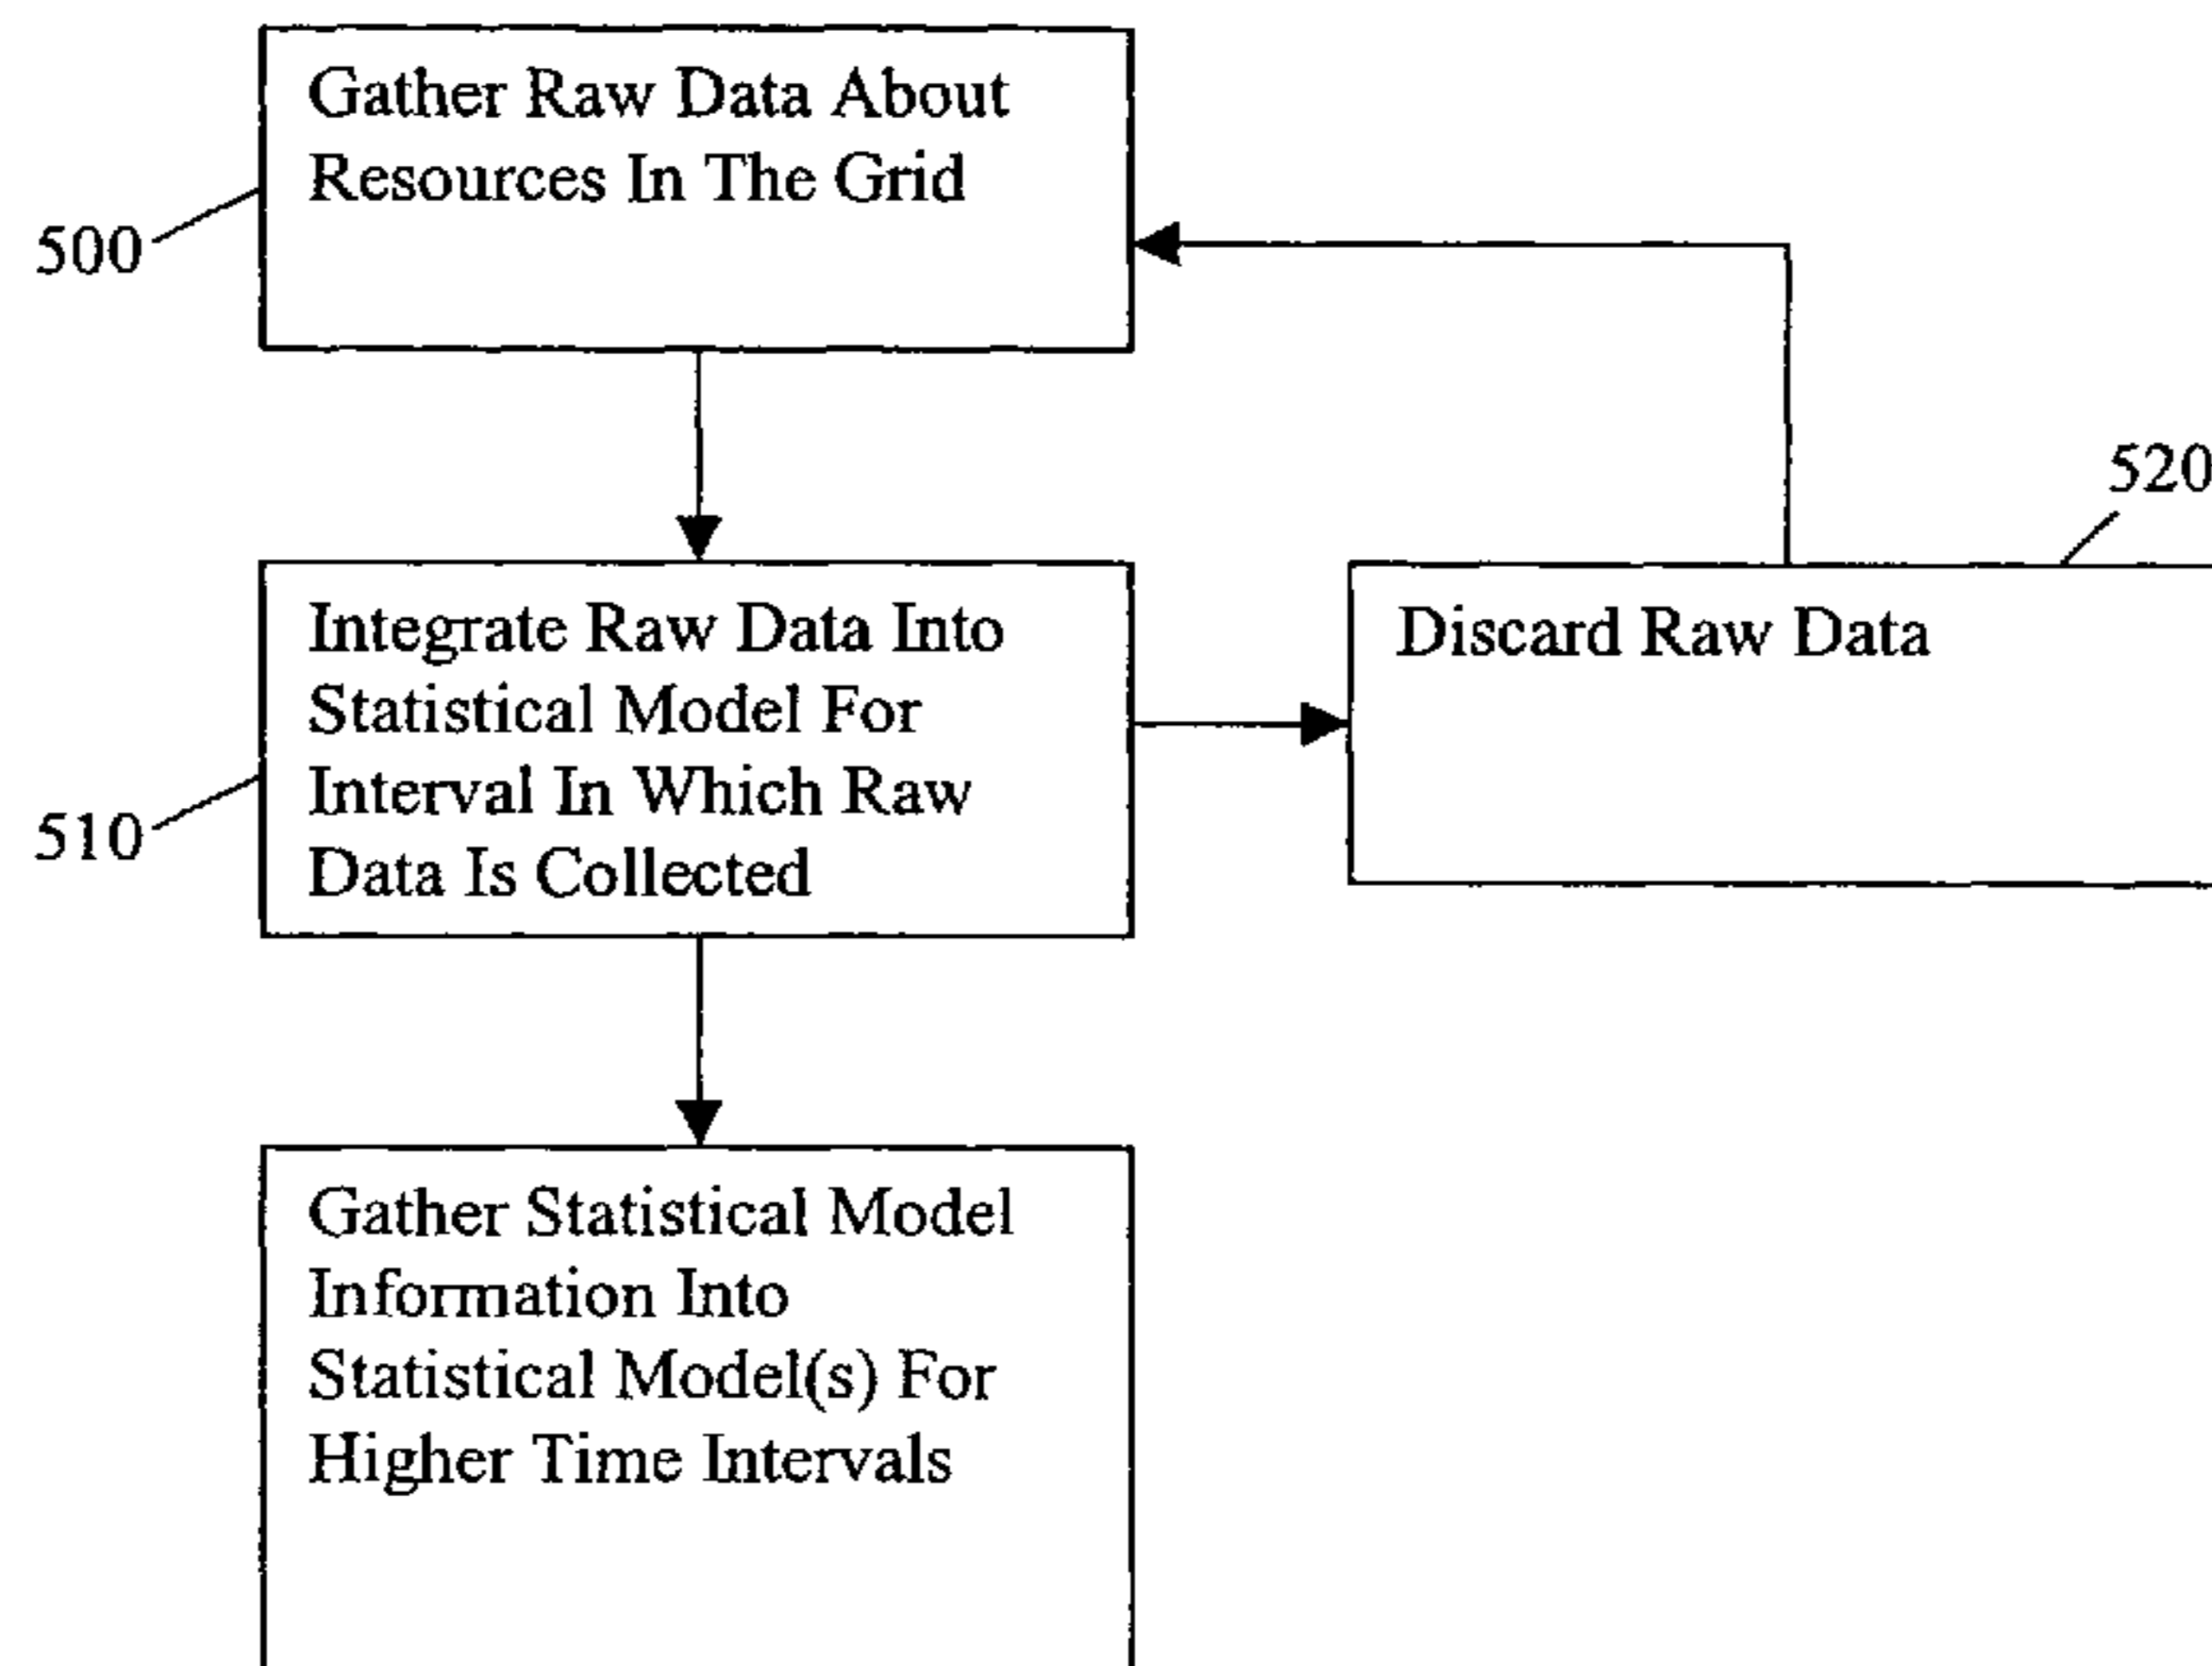 Gather Raw Data About
Resources In The Grid
500
520
Integrate Raw Data Into
Statistical Model For
Interval In Which Raw
Data Is Collected
510
Discard Raw Data
Gather Statistical Model
Information Into
Statistical Model(s) For
Higher Time Intervals